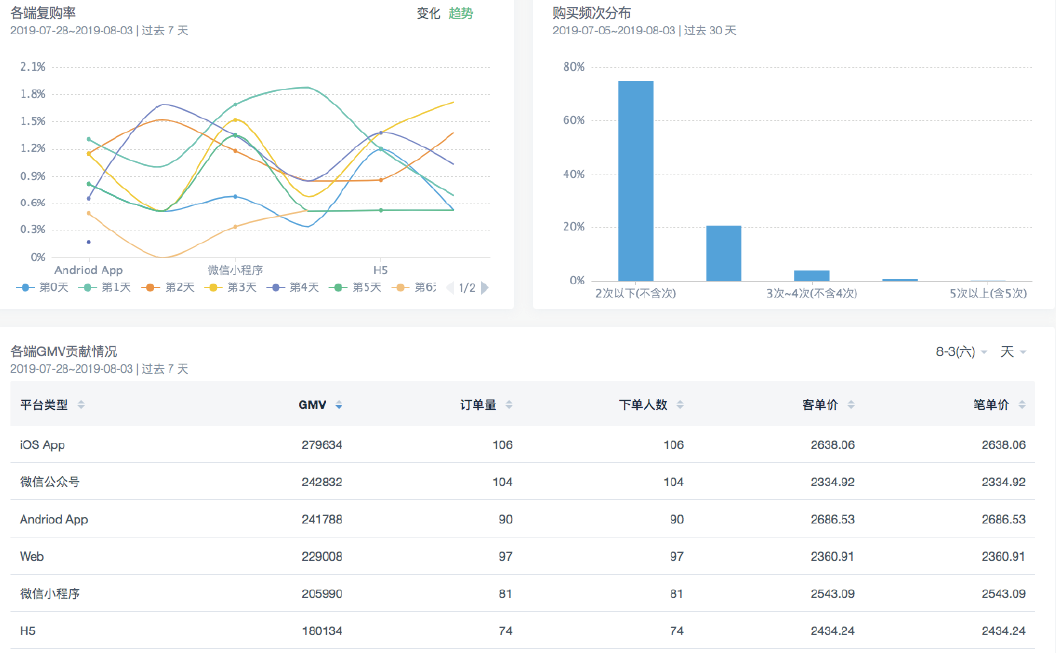 各端复购率
变化 趋势
2019-07-28~2019-08-03 | 过去 7 天
2.1%
1.8%
1.5%
1.2%
0.9%
0.6%
0.3%
0%
Andriod App 微信小程序 H5
第0天 第1天 第2天 第3天 第4天 第5天 第6 1/2
购买频次分布
2019-07-05~2019-08-03 | 过去 30 天
80%
60%
40%
20%
0%
2次以下(不含2次) 3次~4次(不含4次) 5次以上(含5次)
各端GMV贡献情况
8-3(六) 天
2019-07-28~2019-08-03 | 过去 7 天
平台类型 GMV 订单量 下单人数 客单价 笔单价
iOS App 279634 106 106 2638.06 2638.06
微信公众号 242832 104 104 2334.92 2334.92
Andriod App 241788 90 90 2686.53 2686.53
Web 229008 97 97 2360.91 2360.91
微信小程序 205990 81 81 2543.09 2543.09
H5 180134 74 74 2434.24 2434.24